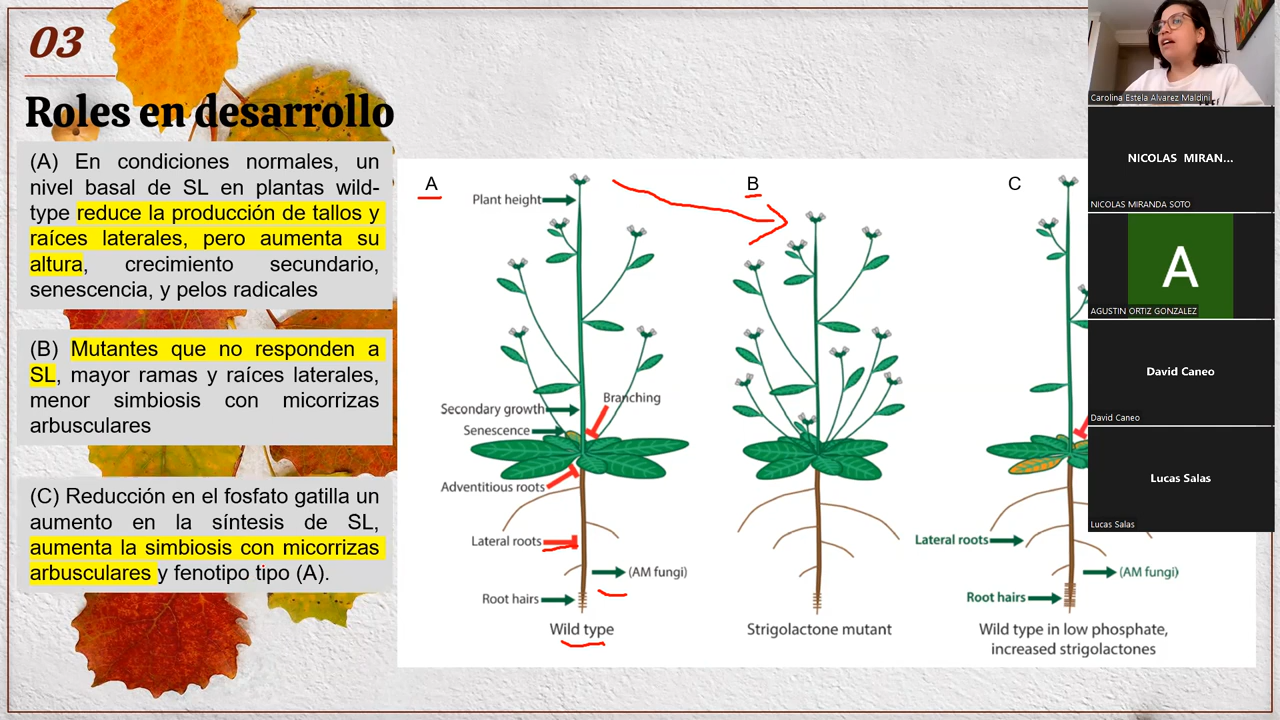 03
Roles en desarrollo
(A) En condiciones normales, un
nivel basal de SL en plantas wild-
type reduce la producción de tallos y
raíces laterales, pero aumenta su
altura, crecimiento secundario,
senescencia, y pelos radicales
(B) Mutantes que no responden a
SL, mayor ramas y raíces laterales,
menor simbiosis con micorrizas
arbusculares
(C) Reducción en el fosfato gatilla un
aumento en la síntesis de SL,
aumenta la simbiosis con micorrizas
arbusculares y fenotipo tipo (A).
A
Plant height
Branching
Secondary growth
Senescence
Adventitious roots
Lateral roots
(AM fungi)
Root hairs
Wild type
B
Strigolactone mutant
C
Lateral roots
(AM fungi)
Root hairs
Wild type in low phosphate,
increased strigolactones
Carolina Estela Alvarez Maldini
NICOLAS MIRAN...
NICOLAS MIRANDA SOTO
A
AGUSTIN ORTIZ GONZALEZ
David Caneo
David Caneo
Lucas Salas
Lucas Salas